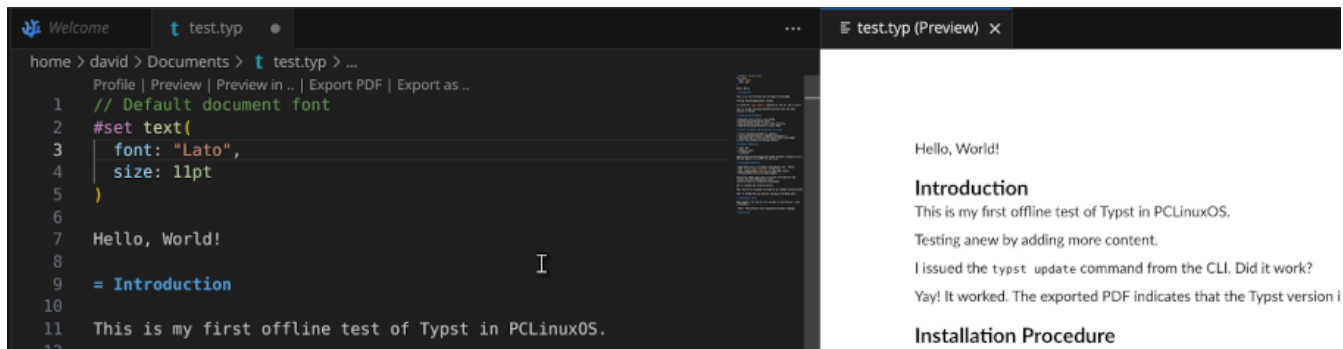 Welcome
test.typ
···
home > david > Documents > test.typ > ...
Profile | Preview | Preview in .. | Export PDF | Export as ..
1 // Default document font
2 #set text(
3 font: "Lato",
4 size: 11pt
5 )
6
7 Hello, World!
8
9 = Introduction
10
11 This is my first offline test of Typst in PCLinuxOS.
test.typ (Preview)
Hello, World!
Introduction
This is my first offline test of Typst in PCLinuxOS.
Testing anew by adding more content.
I issued the typst update command from the CLI. Did it work?
Yay! It worked. The exported PDF indicates that the Typst version i
Installation Procedure